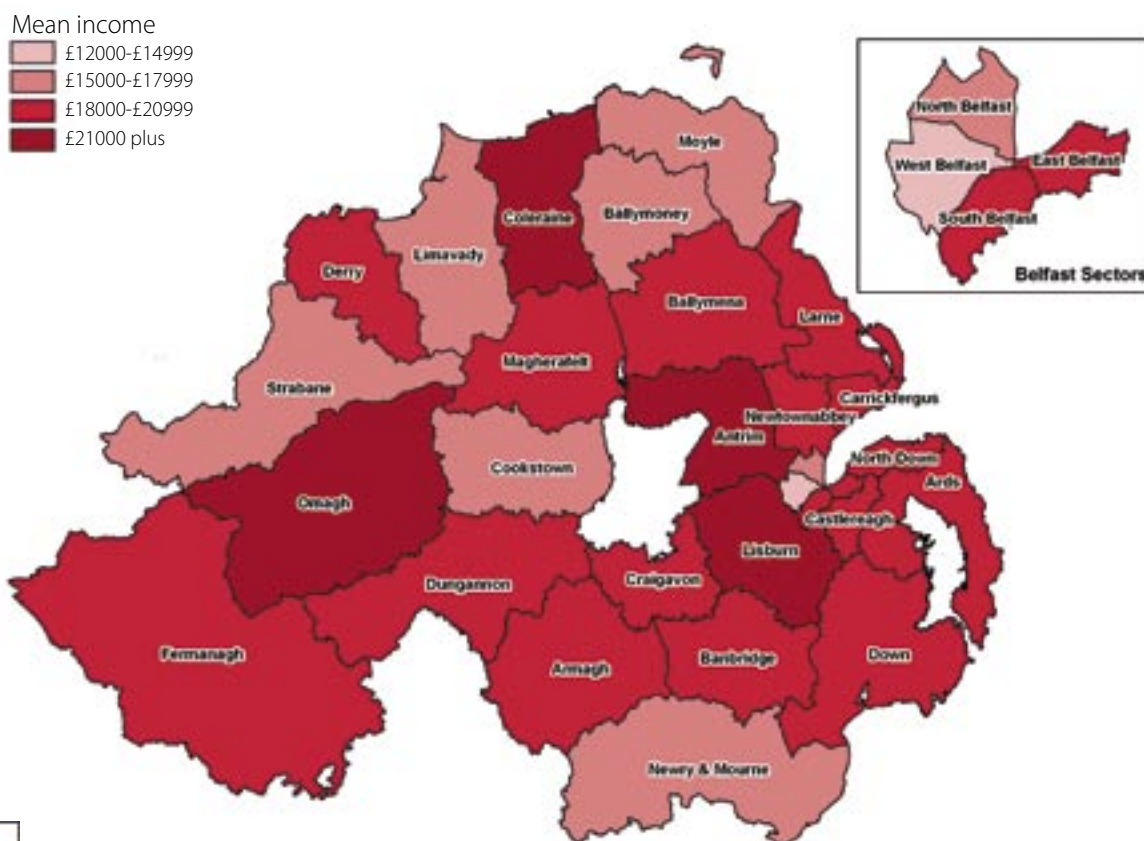 Mean income
£12000-£14999
£15000-£17999
£18000-£20999
£21000 plus
North Belfast
West Belfast
East Belfast
South Belfast
Belfast Sectors
Moyle
Coleraine
Ballymoney
Limavady
Derry
Ballymena
Larne
Magherafelt
Strabane
Carrickfergus
Newtownabbey
Antrim
Cookstown
North Down
Ards
Omagh
Castlereagh
Lisburn
Dungannon
Craigavon
Fermanagh
Armagh
Banbridge
Down
Newry & Mourne